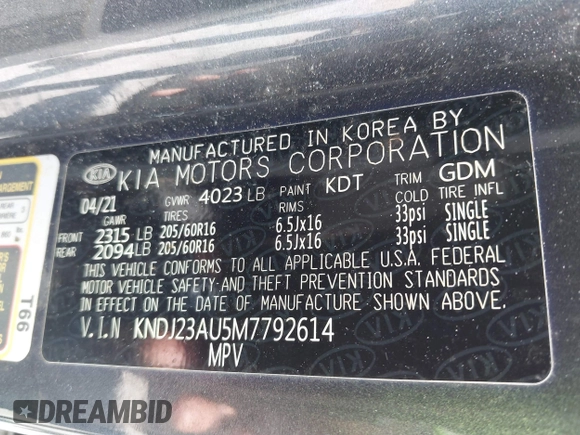 MANUFACTURED IN KOREA BY
KIA KIA MOTORS CORPORATION
04/21 GVWR 4023 LB PAINT KDT TRIM GDM
GAWR TIRES RIMS COLD TIRE INFL
FRONT 2315 LB 205/60R16 6.5Jx16 33psi SINGLE
REAR 2094 LB 205/60R16 6.5Jx16 33psi SINGLE
THIS VEHICLE CONFORMS TO ALL APPLICABLE U.S.A. FEDERAL
MOTOR VEHICLE SAFETY AND THEFT PREVENTION STANDARDS
IN EFFECT ON THE DATE OF MANUFACTURE SHOWN ABOVE.
V.I.N KNDJ23AU5M7792614
MPV
T66
DREAMBID